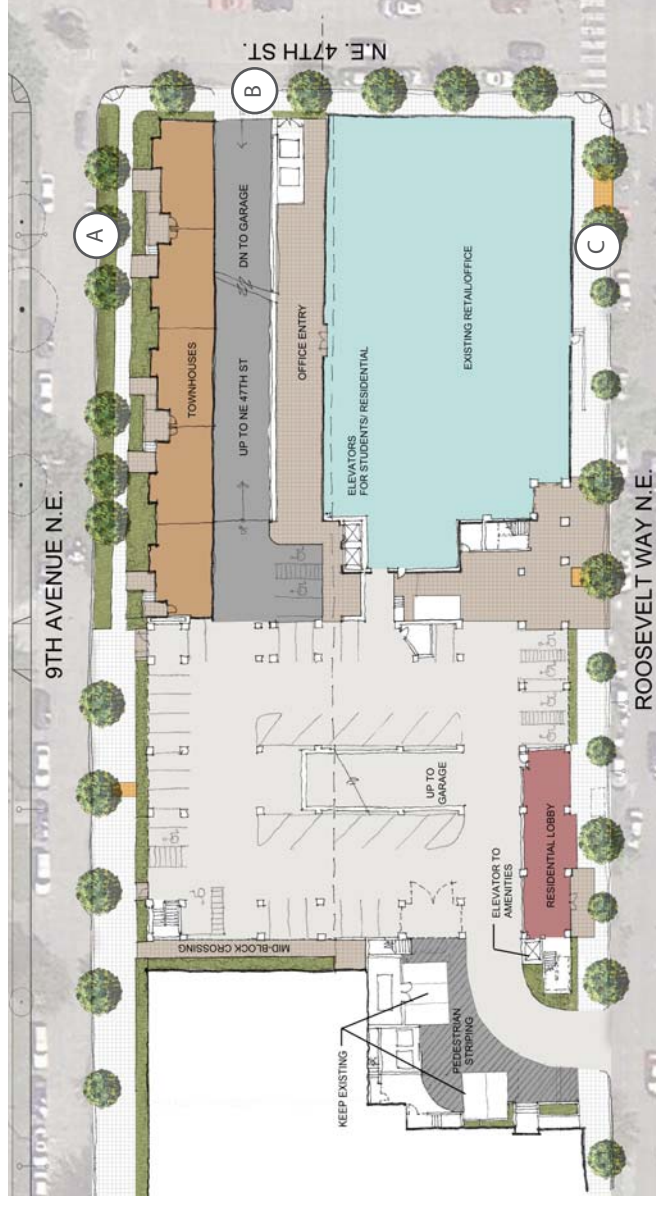 N.E. 47TH ST.
A
B
C
9TH AVENUE N.E.
TOWNHOUSES
UP TO NE 47TH ST
DN TO GARAGE
OFFICE ENTRY
ELEVATORS
FOR STUDENTS/ RESIDENTIAL
EXISTING RETAIL/OFFICE
UP TO
GARAGE
MID-BLOCK CROSSING
KEEP EXISTING
PEDESTRIAN
STRIPING
ELEVATOR TO
AMENITIES
RESIDENTIAL LOBBY
ROOSEVELT WAY N.E.